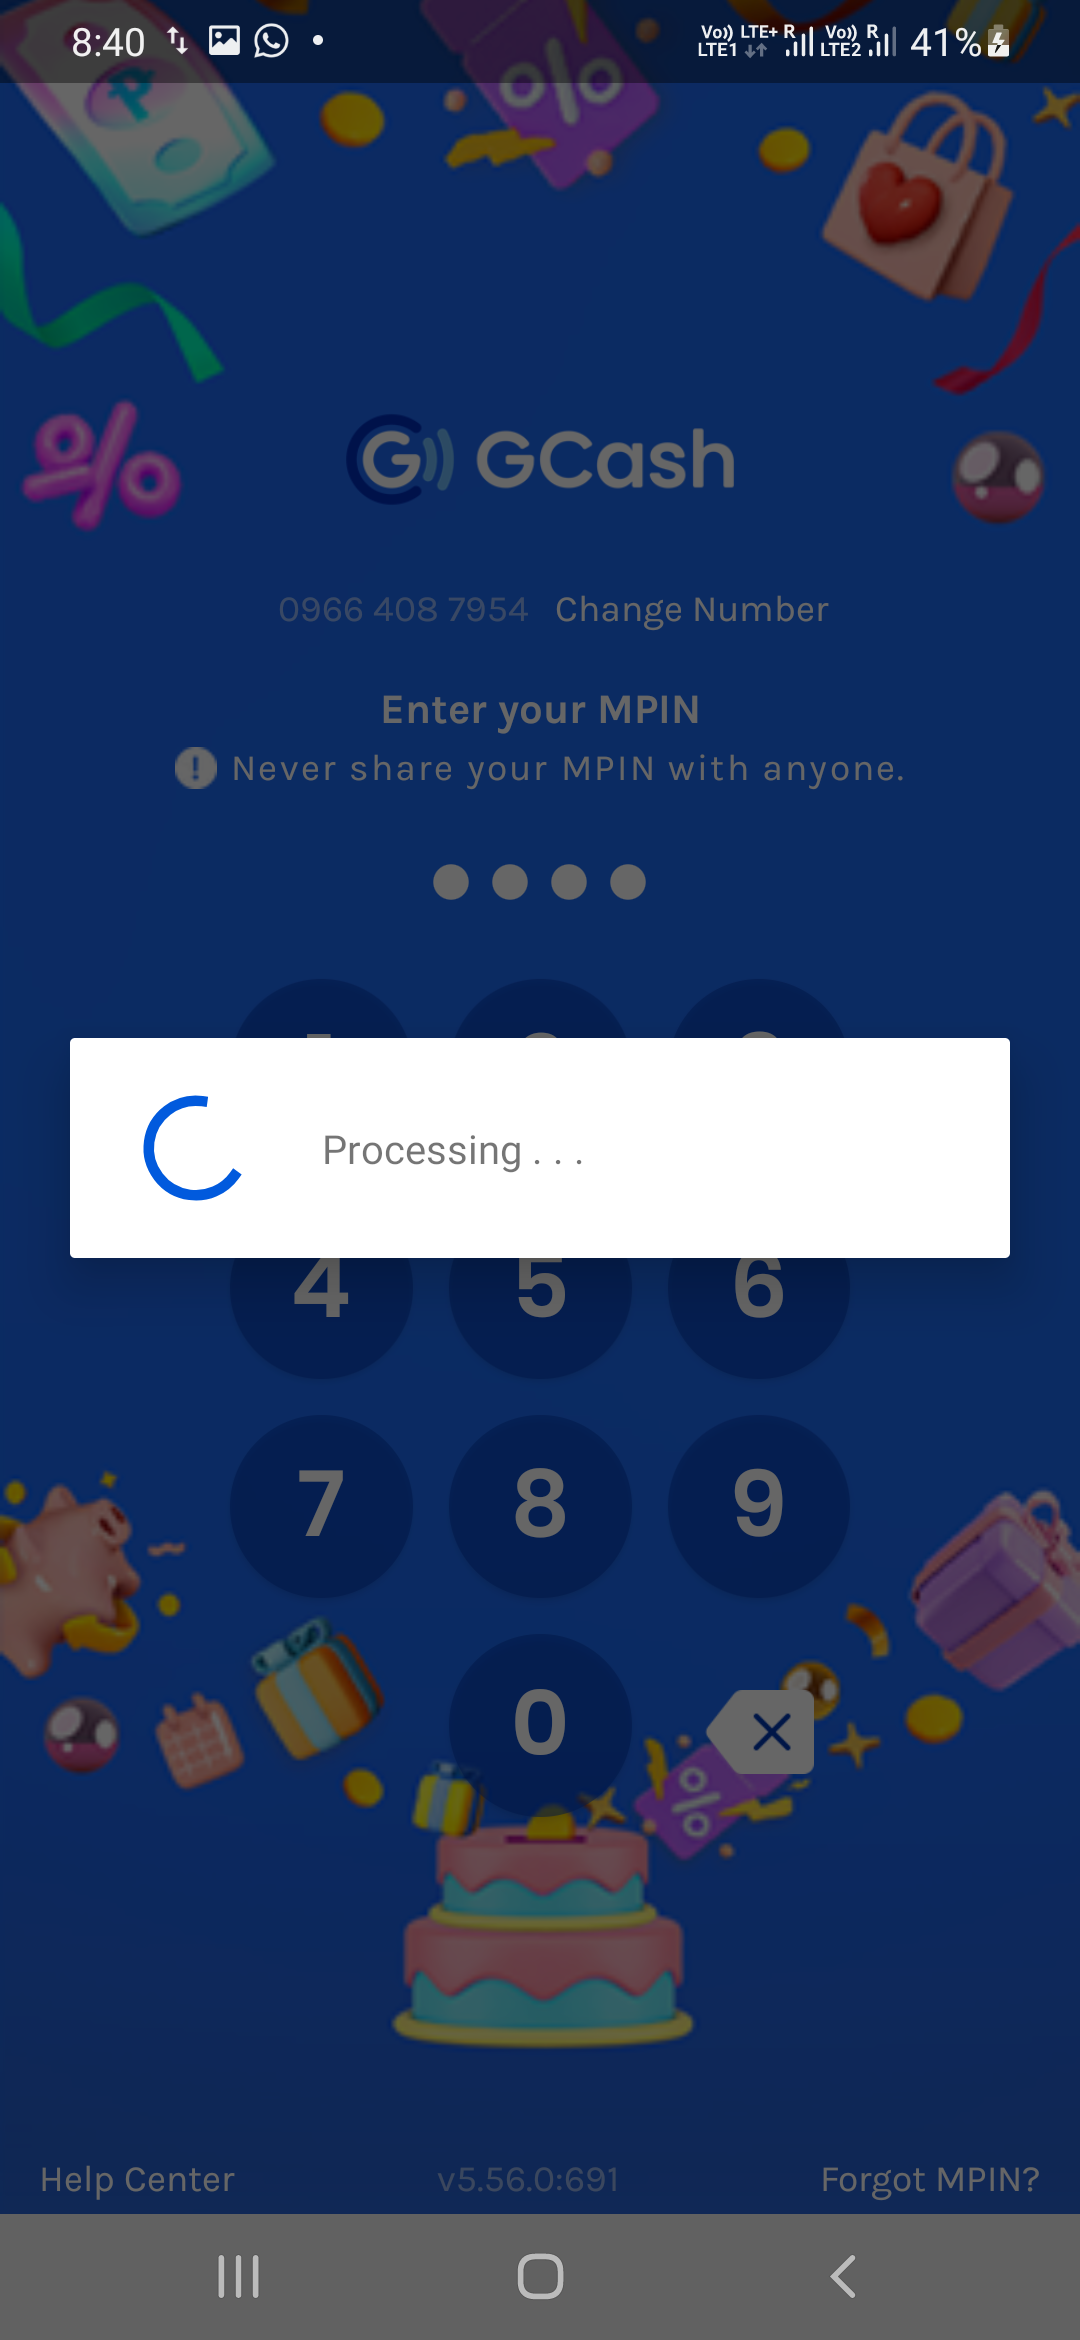 8:40 Vo)) LTE+ R Vo)) R 41%
LTE1 LTE2
%
%
G GCash
0966 408 7954 Change Number
Enter your MPIN
! Never share your MPIN with anyone.
Processing . . .
4 5 6
7 8 9
0
%
Help Center v5.56.0:691 Forgot MPIN?